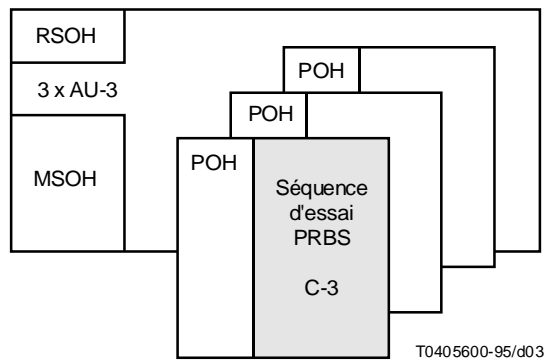 RSOH
3 x AU-3
MSOH
POH
POH
POH
Séquence
d'essai
PRBS
C-3
T0405600-95/d03